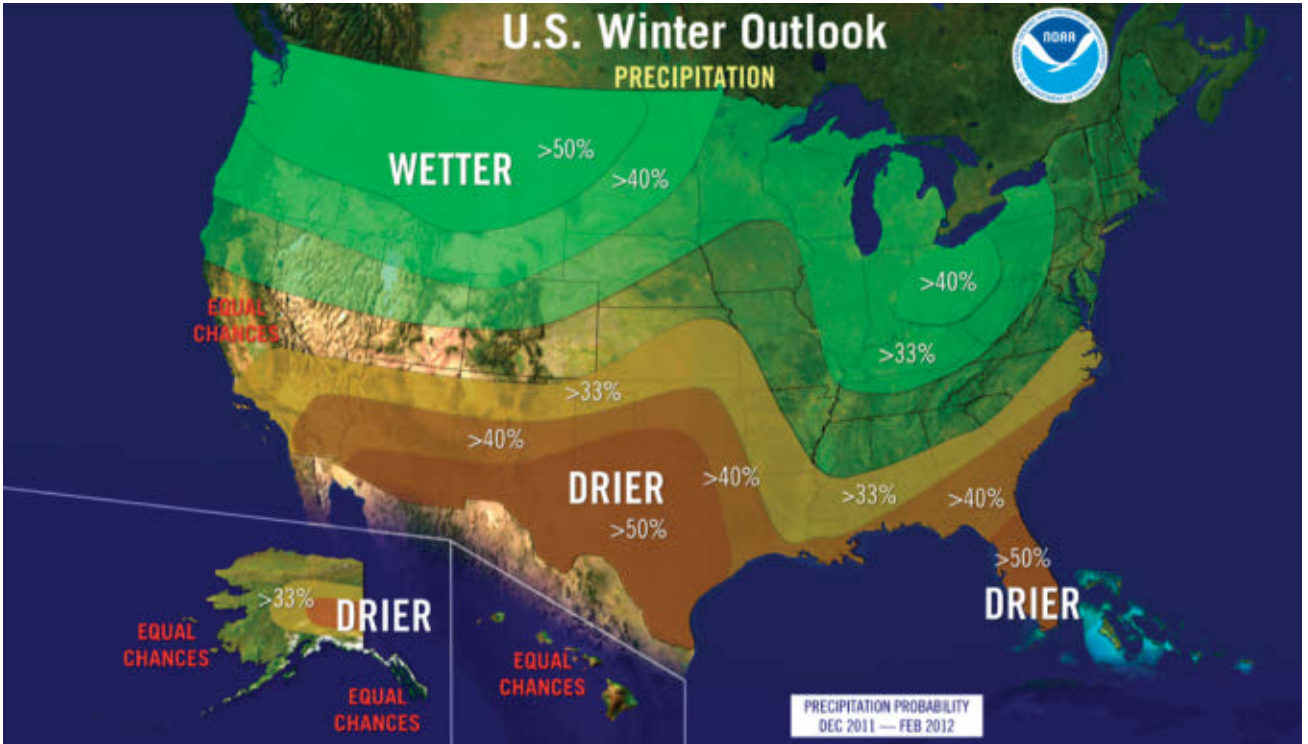 U.S. Winter Outlook
PRECIPITATION
NOAA
WETTER
>50%
>40%
>40%
>33%
EQUAL
CHANCES
>33%
>40%
DRIER
>50%
>40%
>33%
>40%
>50%
DRIER
>33%
DRIER
EQUAL
CHANCES
EQUAL
CHANCES
EQUAL
CHANCES
PRECIPITATION PROBABILITY
DEC 2011 — FEB 2012